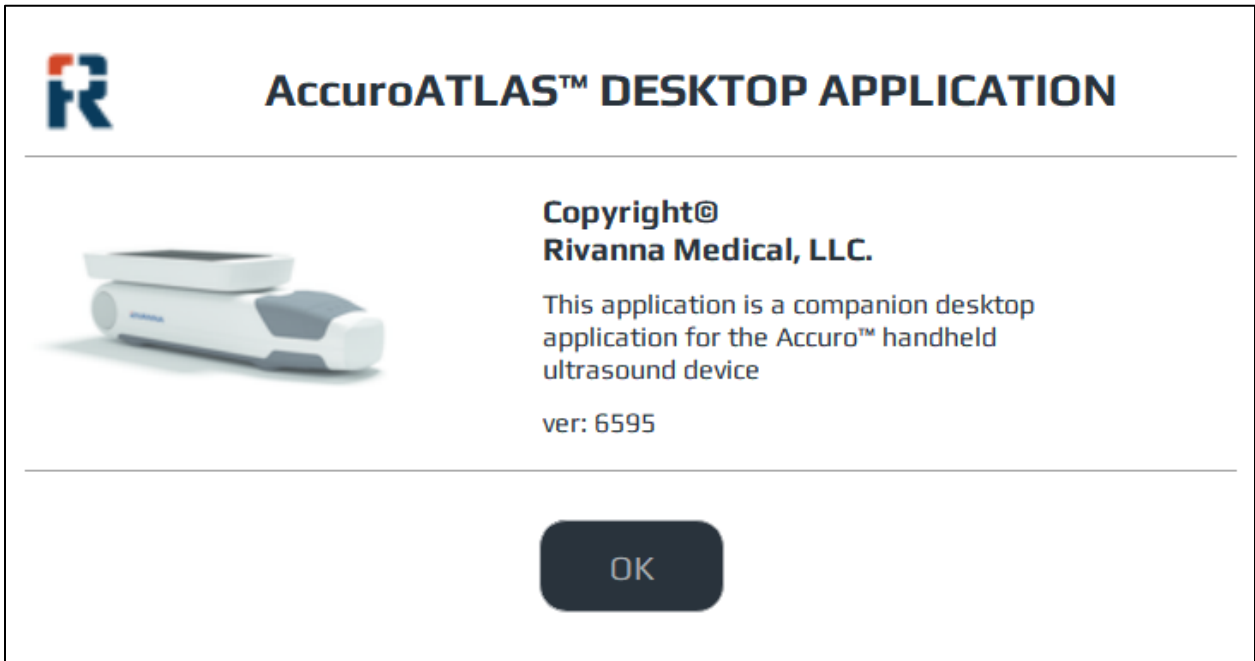 AccuroATLAS™ DESKTOP APPLICATION
Copyright©
Rivanna Medical, LLC.
This application is a companion desktop
application for the Accuro™ handheld
ultrasound device
ver: 6595
RIVANNA
OK